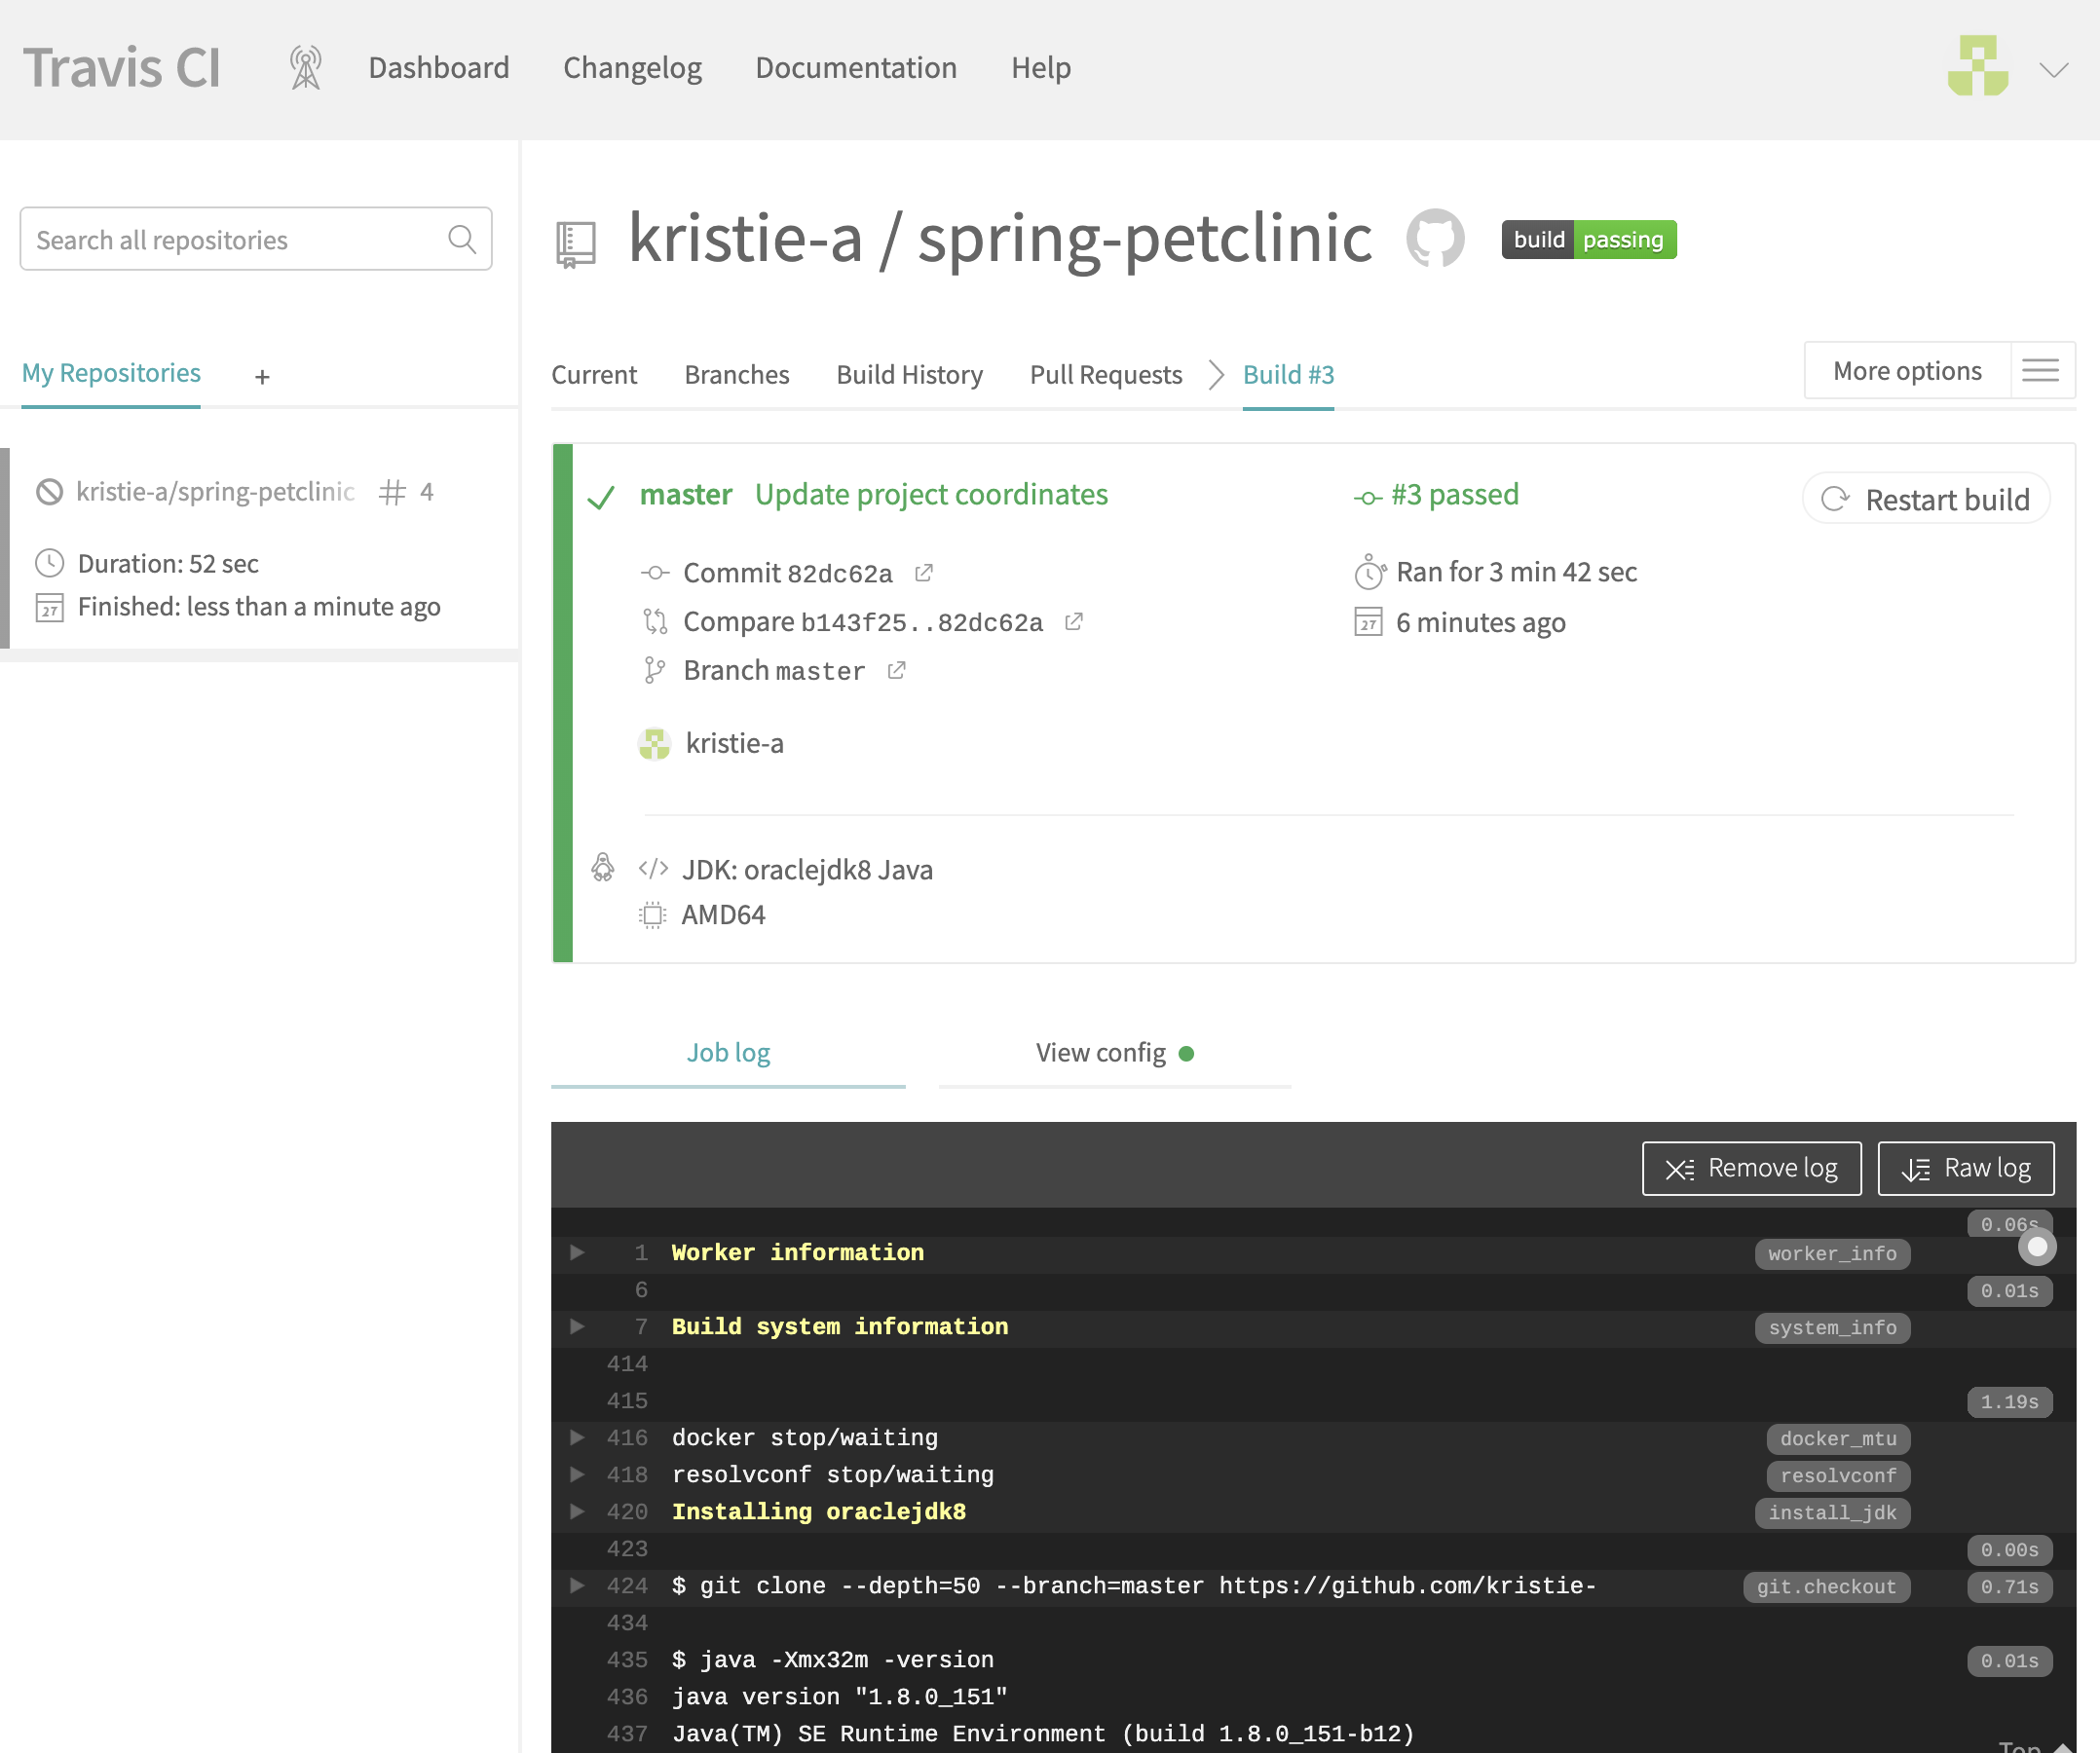 Travis CI Dashboard Changelog Documentation Help
Search all repositories
My Repositories +
kristie-a/spring-petclinic # 4
Duration: 52 sec
27 Finished: less than a minute ago
kristie-a / spring-petclinic build passing
Current Branches Build History Pull Requests Build #3 More options
master Update project coordinates #3 passed Restart build
Commit 82dc62a Ran for 3 min 42 sec
Compare b143f25..82dc62a 27 6 minutes ago
Branch master
kristie-a
</> JDK: oraclejdk8 Java
AMD64
Job log View config
Remove log Raw log
0.06s
1 Worker information worker_info
6 0.01s
7 Build system information system_info
414
415 1.19s
416 docker stop/waiting docker_mtu
418 resolvconf stop/waiting resolvconf
420 Installing oraclejdk8 install_jdk
423 0.00s
424 $ git clone --depth=50 --branch=master https://github.com/kristie- git.checkout 0.71s
434
435 $ java -Xmx32m -version 0.01s
436 java version "1.8.0_151"
437 Java(TM) SE Runtime Environment (build 1.8.0_151-b12)
Top